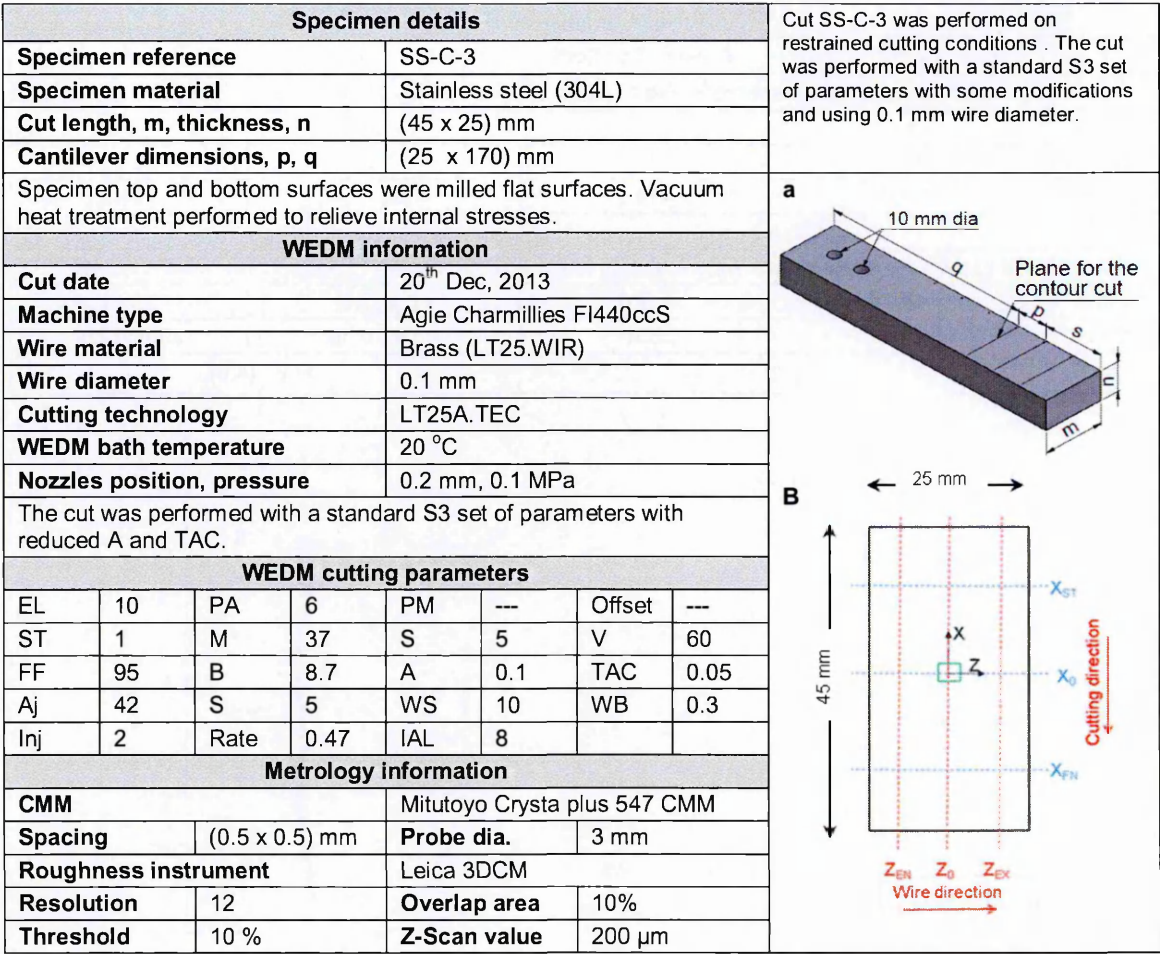 Specimen details
Specimen reference SS-C-3
Specimen material Stainless steel (304L)
Cut length, m, thickness, n (45 x 25) mm
Cantilever dimensions, p, q (25 x 170) mm
Specimen top and bottom surfaces were milled flat surfaces. Vacuum
heat treatment performed to relieve internal stresses.
WEDM information
Cut date 20th Dec, 2013
Machine type Agie Charmillies FI440ccS
Wire material Brass (LT25.WIR)
Wire diameter 0.1 mm
Cutting technology LT25A.TEC
WEDM bath temperature 20 °C
Nozzles position, pressure 0.2 mm, 0.1 MPa
The cut was performed with a standard S3 set of parameters with
reduced A and TAC.
WEDM cutting parameters
EL 10 PA 6 PM --- Offset ---
ST 1 M 37 S 5 V 60
FF 95 B 8.7 A 0.1 TAC 0.05
Aj 42 S 5 WS 10 WB 0.3
Inj 2 Rate 0.47 IAL 8
Metrology information
CMM Mitutoyo Crysta plus 547 CMM
Spacing (0.5 x 0.5) mm Probe dia. 3 mm
Roughness instrument Leica 3DCM
Resolution 12 Overlap area 10%
Threshold 10 % Z-Scan value 200 µm
Cut SS-C-3 was performed on
restrained cutting conditions . The cut
was performed with a standard S3 set
of parameters with some modifications
and using 0.1 mm wire diameter.
a
10 mm dia
q
Plane for the
contour cut
p
s
n
m
B
25 mm
45 mm
XST
X
Z
X0
XFN
Cutting direction
ZEN Z0 ZEX
Wire direction